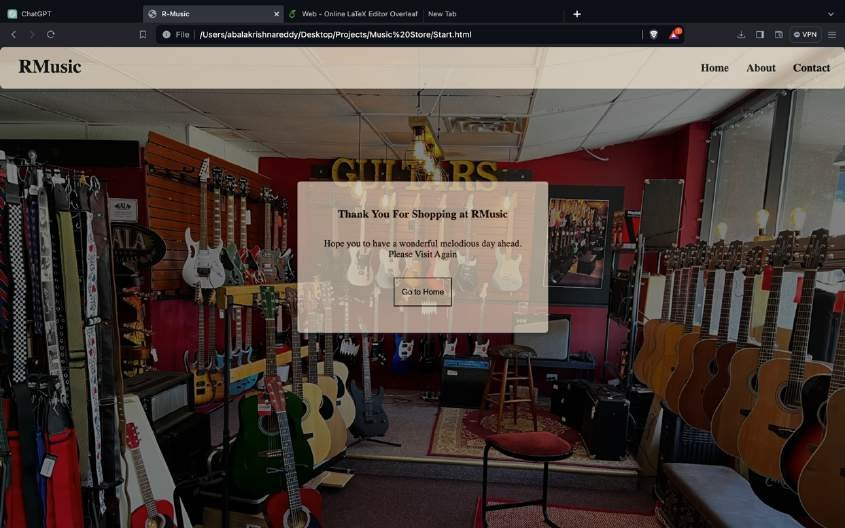 ChatGPT
R-Music
Web - Online LaTeX Editor Overleaf
New Tab
File
/Users/abalakrishnareddy/Desktop/Projects/Music%20Store/Start.html
VPN
RMusic
Home
About
Contact
GUITARS
KALA
Thank You For Shopping at RMusic
Hope you to have a wonderful melodious day ahead.
Please Visit Again
Go to Home